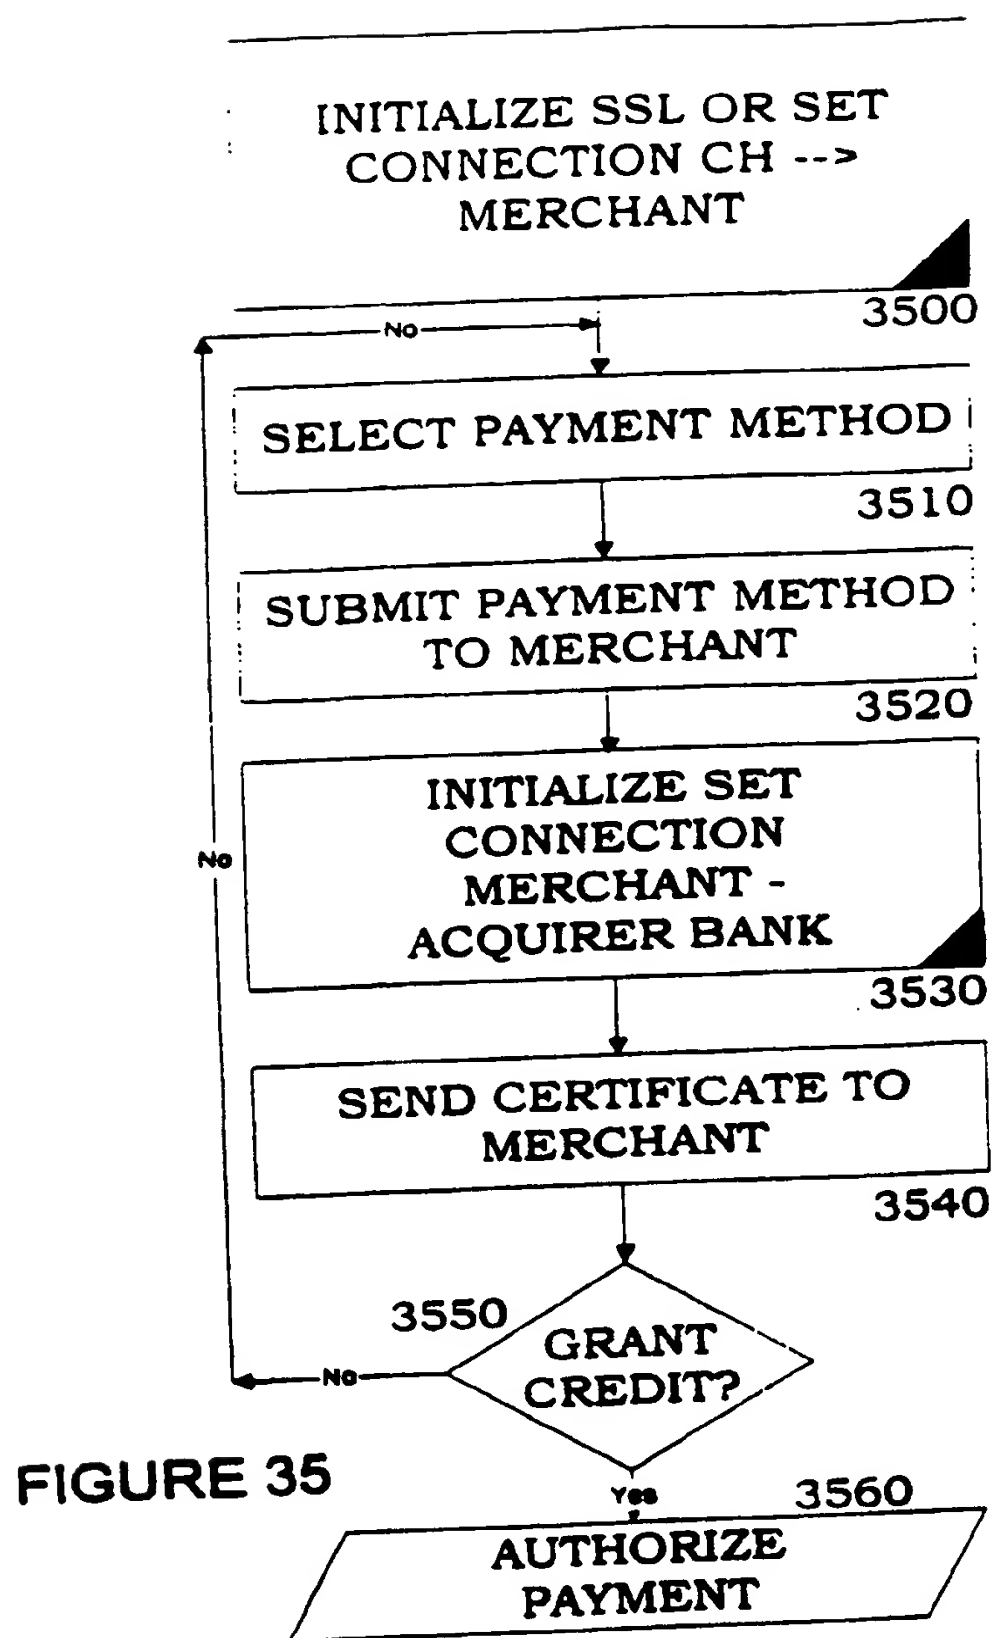 INITIALIZE SSL OR SET
CONNECTION CH -->
MERCHANT
3500
No
SELECT PAYMENT METHOD
3510
SUBMIT PAYMENT METHOD
TO MERCHANT
3520
INITIALIZE SET
CONNECTION
MERCHANT -
ACQUIRER BANK
No
3530
SEND CERTIFICATE TO
MERCHANT
3540
3550
GRANT
CREDIT?
No
FIGURE 35
Yes
3560
AUTHORIZE
PAYMENT